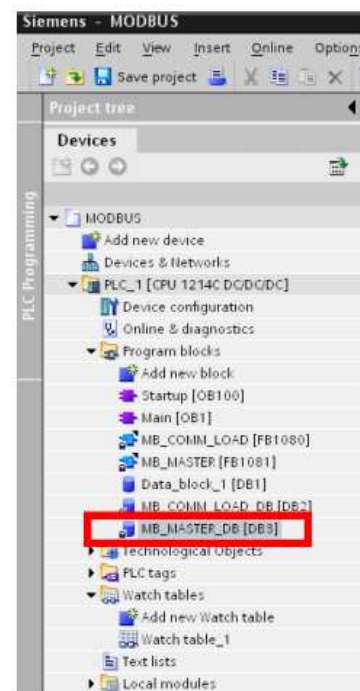 Siemens - MODBUS
Project Edit View Insert Online Options
Save project
Project tree
Devices
PLC Programming
MODBUS
Add new device
Devices & Networks
PLC_1 [CPU 1214C DC/DC/DC]
Device configuration
Online & diagnostics
Program blocks
Add new block
Startup [OB100]
Main [OB1]
MB_COMM_LOAD [FB1080]
MB_MASTER [FB1081]
Data_block_1 [DB1]
MB_COMM_LOAD_DB [DB2]
MB_MASTER_DB [DB3]
Technological Objects
PLC tags
Watch tables
Add new Watch table
Watch table_1
Text lists
Local modules